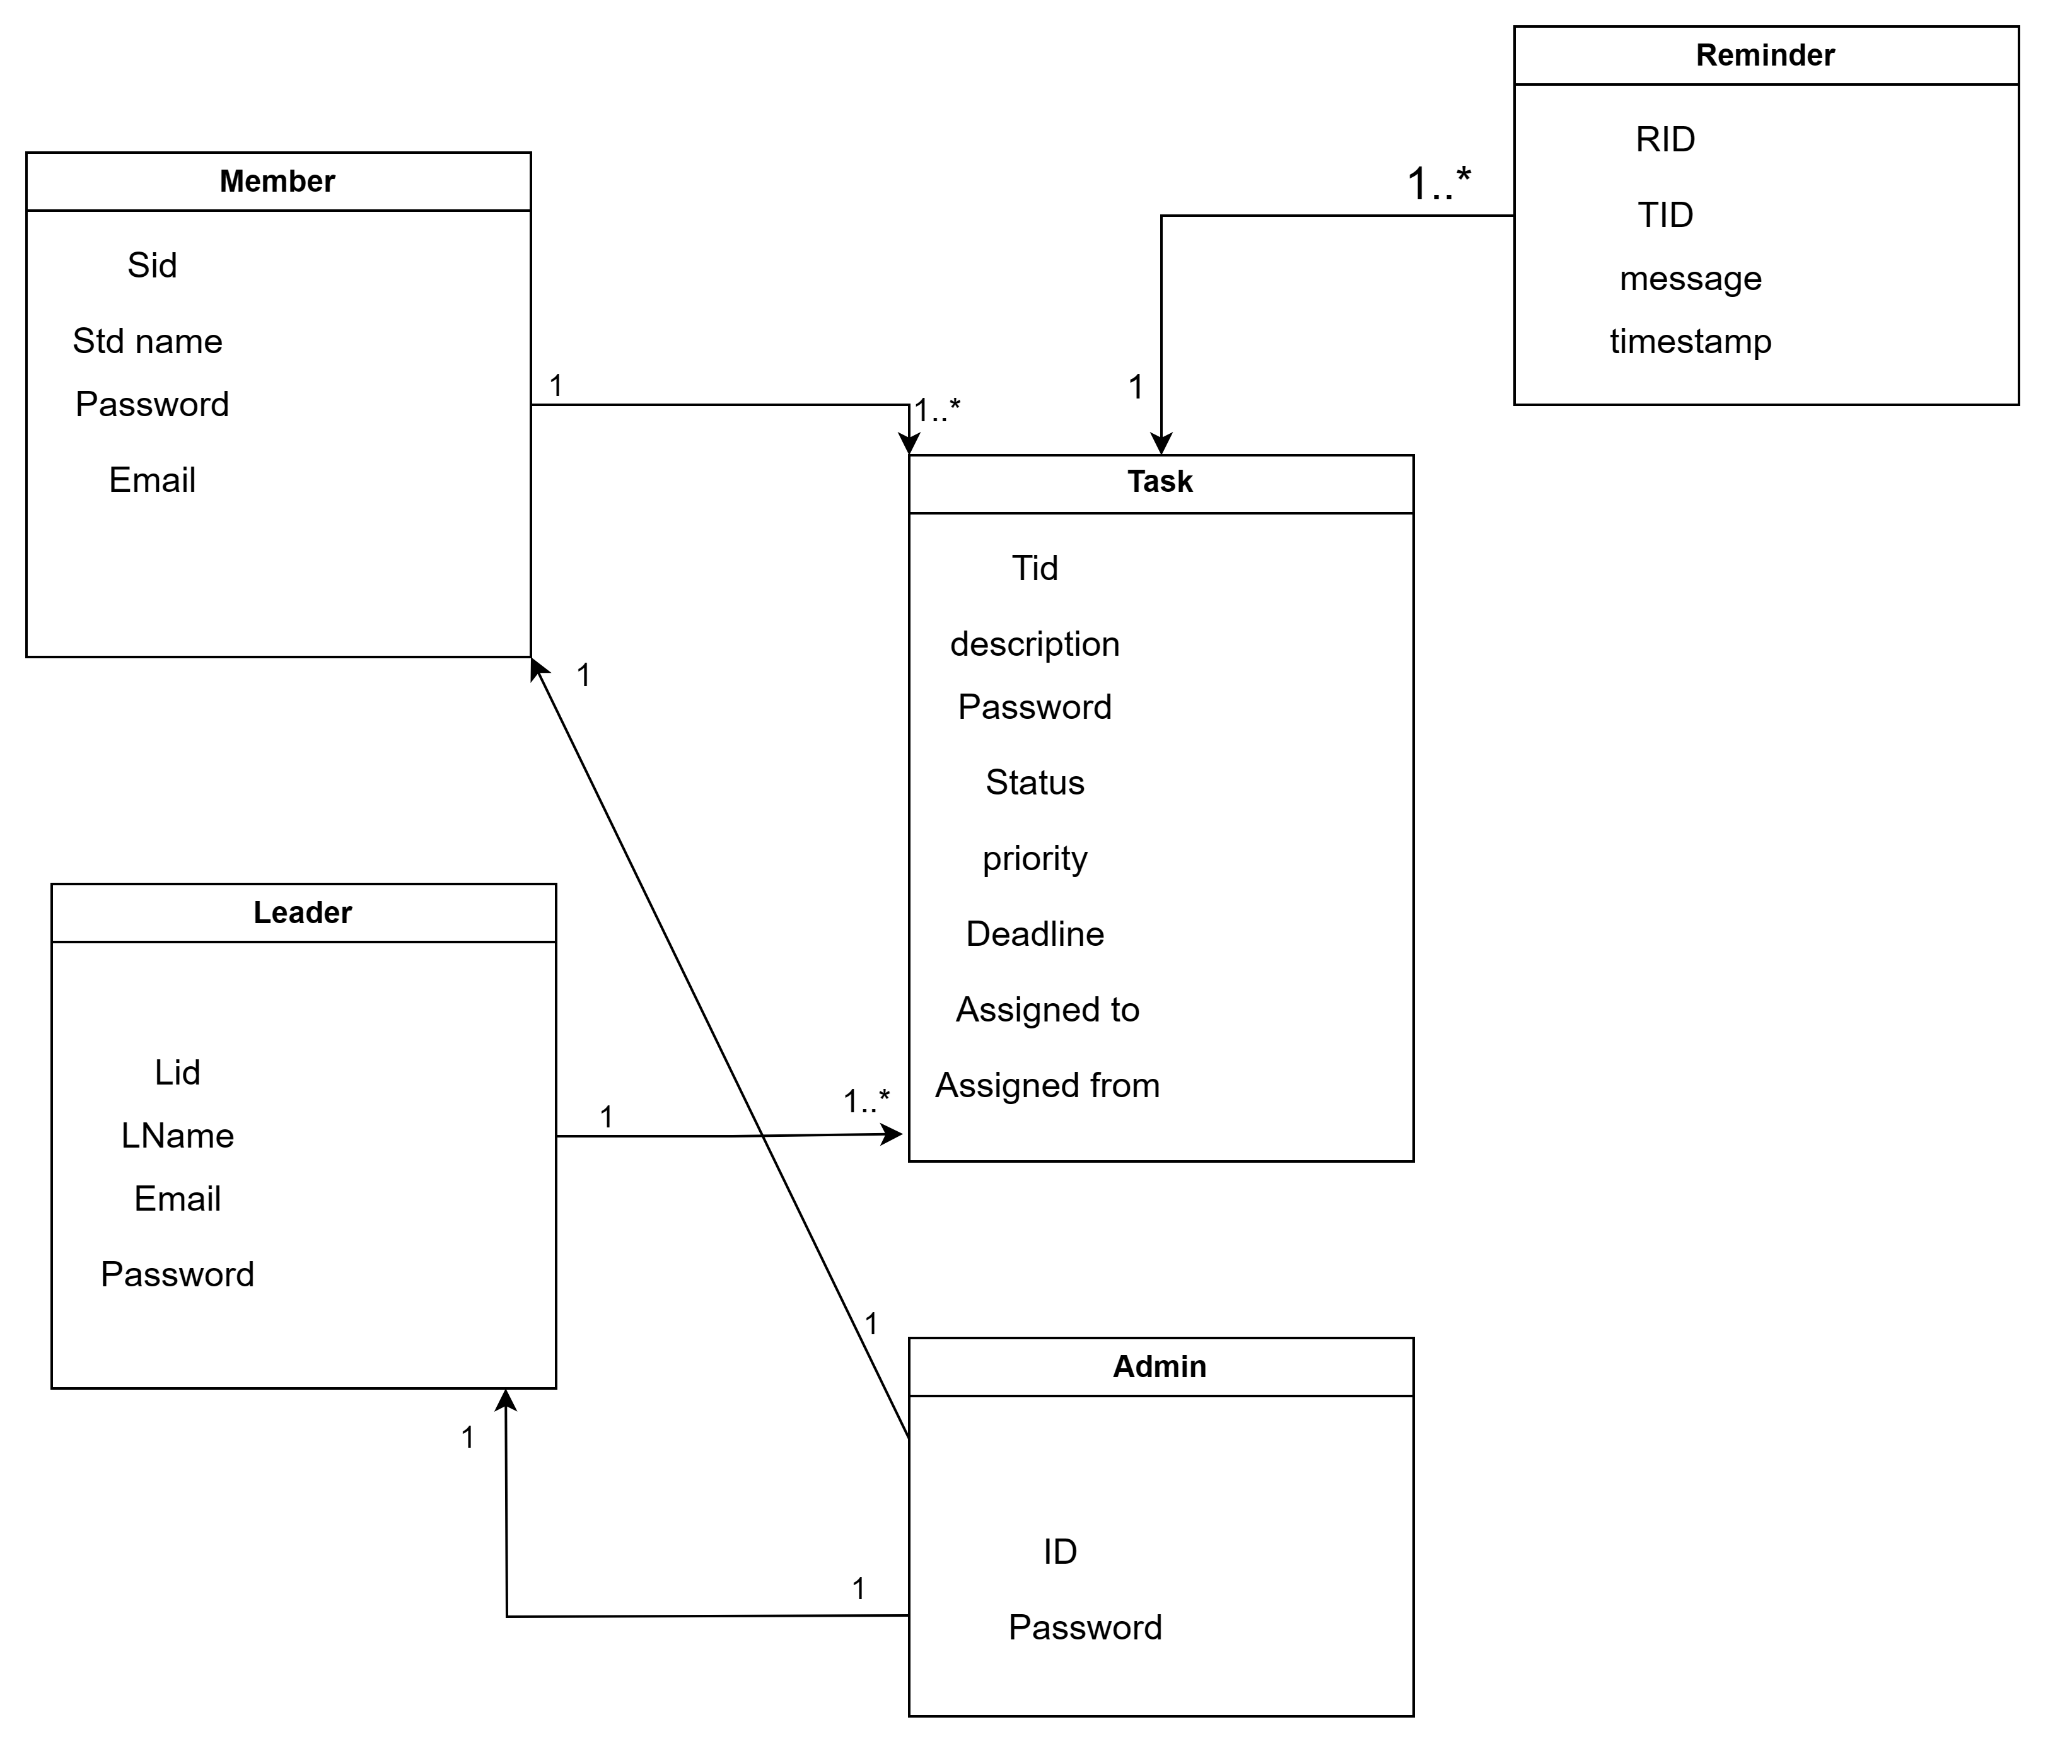 Reminder
RID
TID
message
timestamp
1..*
1
Member
Sid
Std name
Password
Email
1
1..*
Task
Tid
description
Password
Status
priority
Deadline
Assigned to
Assigned from
1
Leader
Lid
LName
Email
Password
1
1..*
1
Admin
ID
Password
1
1